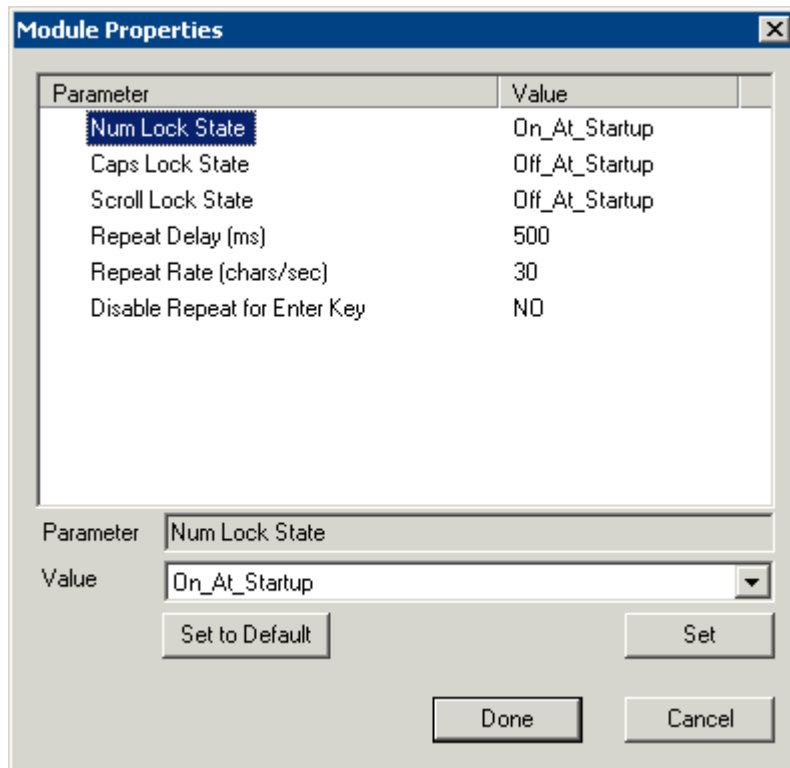 Module Properties
Parameter Value
Num Lock State On_At_Startup
Caps Lock State Off_At_Startup
Scroll Lock State Off_At_Startup
Repeat Delay (ms) 500
Repeat Rate (chars/sec) 30
Disable Repeat for Enter Key NO
Parameter Num Lock State
Value On_At_Startup
Set to Default Set
Done Cancel